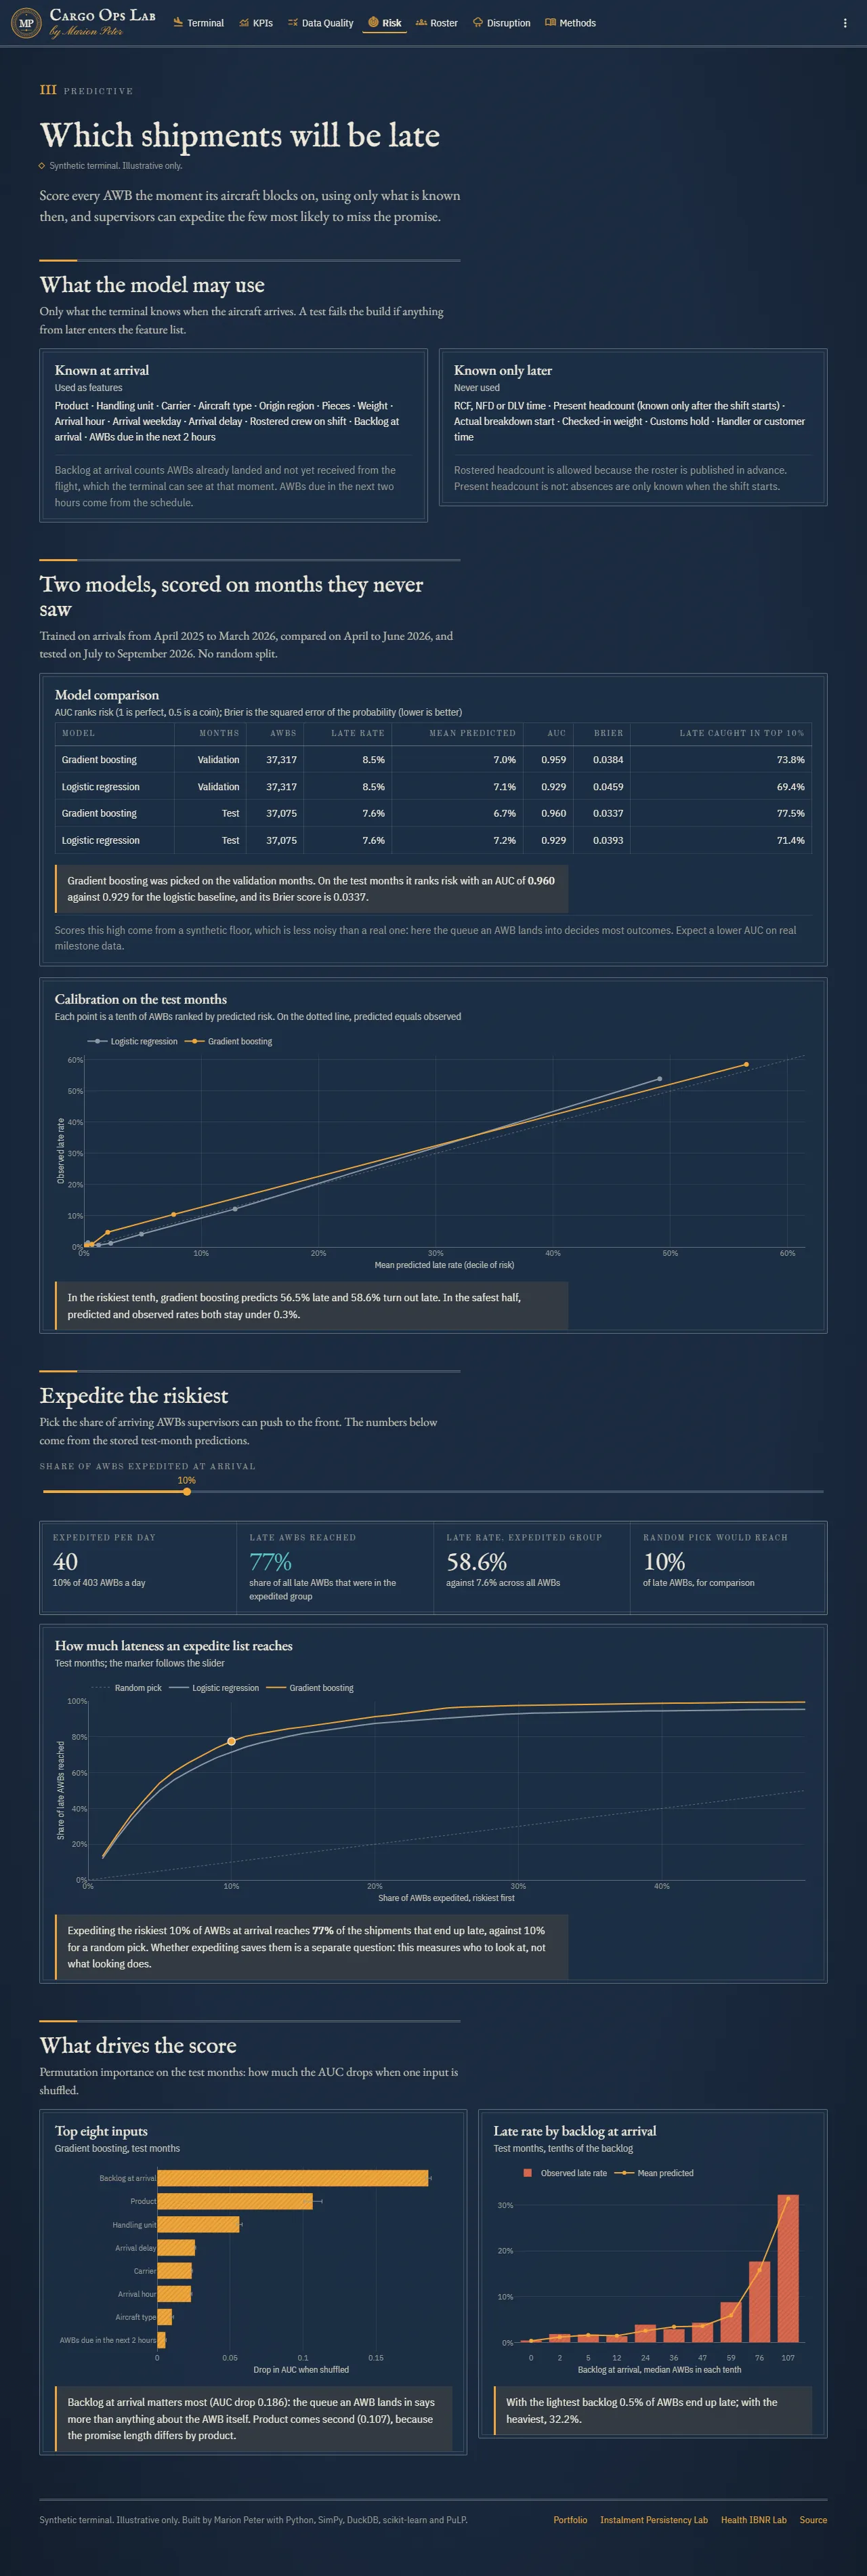 MP
Cargo Ops Lab
by Marion Peter
Terminal
KPIs
Data Quality
Risk
Roster
Disruption
Methods
III PREDICTIVE
Which shipments will be late
Synthetic terminal. Illustrative only.
Score every AWB the moment its aircraft blocks on, using only what is known
then, and supervisors can expedite the few most likely to miss the promise.
What the model may use
Only what the terminal knows when the aircraft arrives. A test fails the build if anything
from later enters the feature list.
Known at arrival
Used as features
Product · Handling unit · Carrier · Aircraft type · Origin region · Pieces · Weight ·
Arrival hour · Arrival weekday · Arrival delay · Rostered crew on shift · Backlog at
arrival · AWBs due in the next 2 hours
Backlog at arrival counts AWBs already landed and not yet received from the
flight, which the terminal can see at that moment. AWBs due in the next two
hours come from the schedule.
Known only later
Never used
RCF, NFD or DLV time · Present headcount (known only after the shift starts) ·
Actual breakdown start · Checked-in weight · Customs hold · Handler or customer
time
Rostered headcount is allowed because the roster is published in advance.
Present headcount is not: absences are only known when the shift starts.
Two models, scored on months they never
saw
Trained on arrivals from April 2025 to March 2026, compared on April to June 2026, and
tested on July to September 2026. No random split.
Model comparison
AUC ranks risk (1 is perfect, 0.5 is a coin); Brier is the squared error of the probability (lower is better)
MODEL MONTHS AWBS LATE RATE MEAN PREDICTED AUC BRIER LATE CAUGHT IN TOP 10%
Gradient boosting Validation 37,317 8.5% 7.0% 0.959 0.0384 73.8%
Logistic regression Validation 37,317 8.5% 7.1% 0.929 0.0459 69.4%
Gradient boosting Test 37,075 7.6% 6.7% 0.960 0.0337 77.5%
Logistic regression Test 37,075 7.6% 7.2% 0.929 0.0393 71.4%
Gradient boosting was picked on the validation months. On the test months it ranks risk with an AUC of 0.960
against 0.929 for the logistic baseline, and its Brier score is 0.0337.
Scores this high come from a synthetic floor, which is less noisy than a real one: here the queue an AWB lands into decides most outcomes. Expect a lower AUC on real
milestone data.
Calibration on the test months
Each point is a tenth of AWBs ranked by predicted risk. On the dotted line, predicted equals observed
Logistic regression Gradient boosting
60%
50%
40%
30%
20%
10%
0%
Observed late rate
0% 10% 20% 30% 40% 50% 60%
Mean predicted late rate (decile of risk)
In the riskiest tenth, gradient boosting predicts 56.5% late and 58.6% turn out late. In the safest half,
predicted and observed rates both stay under 0.3%.
Expedite the riskiest
Pick the share of arriving AWBs supervisors can push to the front. The numbers below
come from the stored test-month predictions.
SHARE OF AWBS EXPEDITED AT ARRIVAL
10%
EXPEDITED PER DAY
40
10% of 403 AWBs a day
LATE AWBS REACHED
77%
share of all late AWBs that were in the
expedited group
LATE RATE, EXPEDITED GROUP
58.6%
against 7.6% across all AWBs
RANDOM PICK WOULD REACH
10%
of late AWBs, for comparison
How much lateness an expedite list reaches
Test months; the marker follows the slider
Random pick Logistic regression Gradient boosting
100%
80%
60%
40%
20%
0%
Share of late AWBs reached
0% 10% 20% 30% 40%
Share of AWBs expedited, riskiest first
Expediting the riskiest 10% of AWBs at arrival reaches 77% of the shipments that end up late, against 10%
for a random pick. Whether expediting saves them is a separate question: this measures who to look at, not
what looking does.
What drives the score
Permutation importance on the test months: how much the AUC drops when one input is
shuffled.
Top eight inputs
Gradient boosting, test months
Backlog at arrival
Product
Handling unit
Arrival delay
Carrier
Arrival hour
Aircraft type
AWBs due in the next 2 hours
0 0.05 0.1 0.15
Drop in AUC when shuffled
Backlog at arrival matters most (AUC drop 0.186): the queue an AWB lands in says
more than anything about the AWB itself. Product comes second (0.107), because
the promise length differs by product.
Late rate by backlog at arrival
Test months, tenths of the backlog
Observed late rate Mean predicted
30%
20%
10%
0%
0 2 5 12 24 36 47 59 76 107
Backlog at arrival, median AWBs in each tenth
With the lightest backlog 0.5% of AWBs end up late; with the
heaviest, 32.2%.
Synthetic terminal. Illustrative only. Built by Marion Peter with Python, SimPy, DuckDB, scikit-learn and PuLP.
Portfolio Instalment Persistency Lab Health IBNR Lab Source